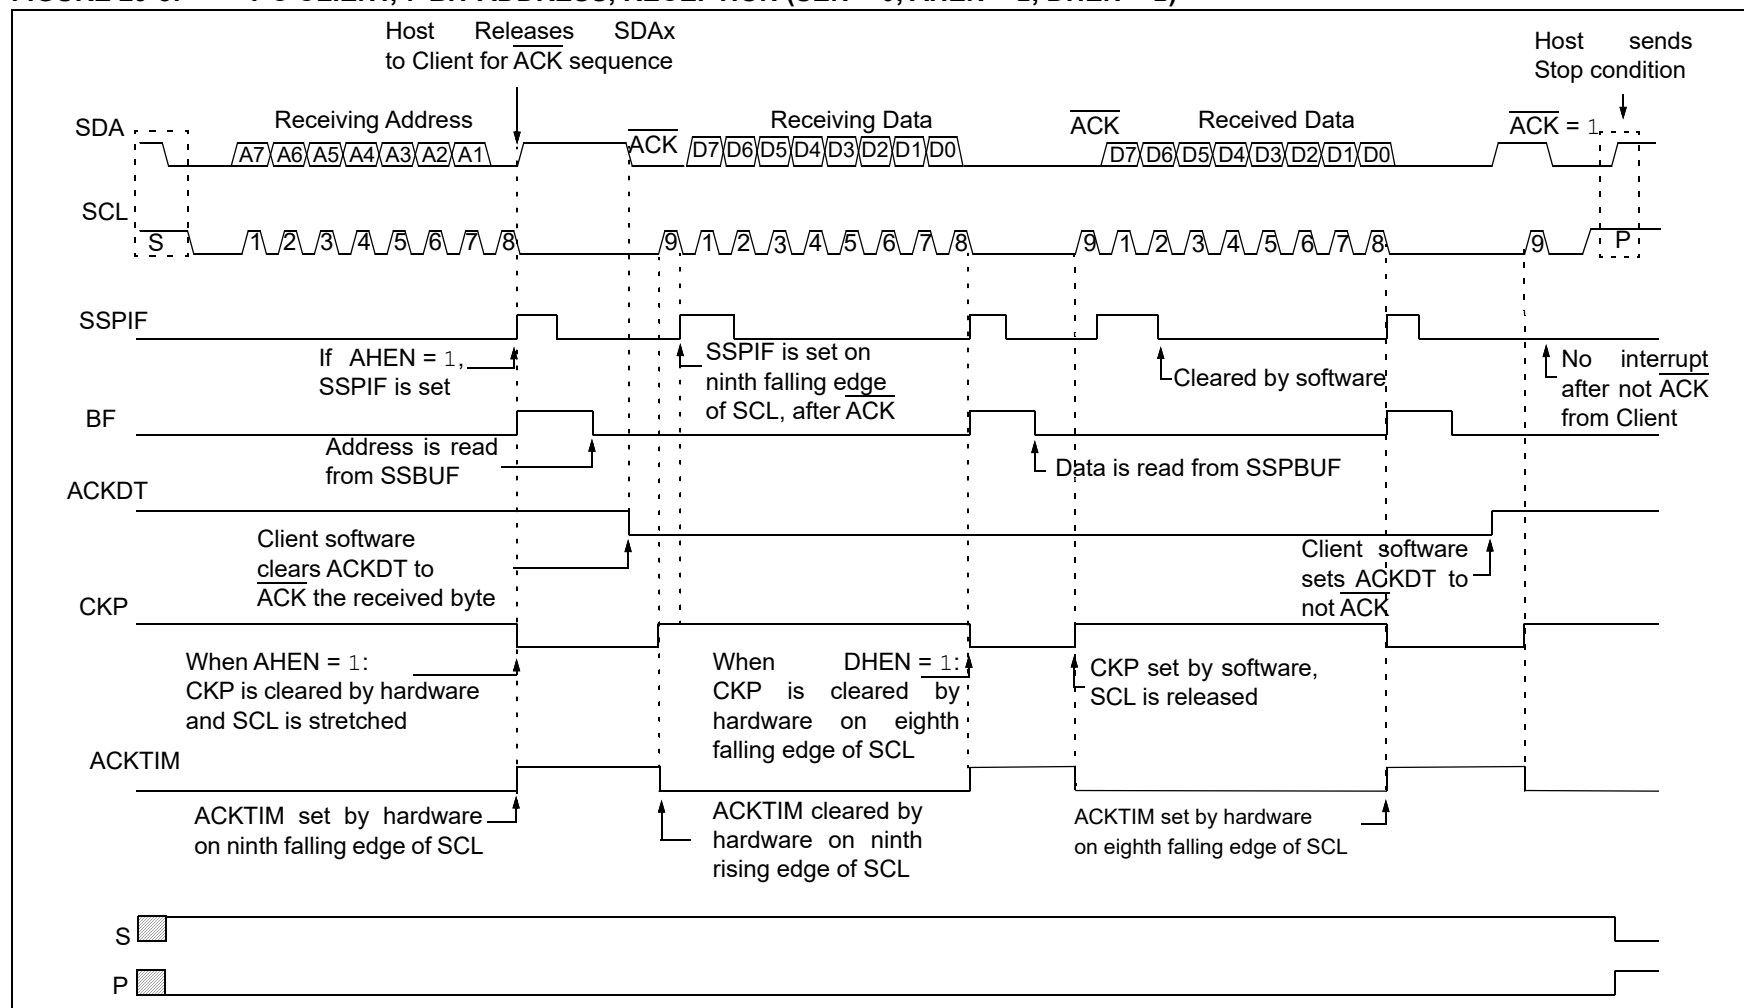 Host Releases SDAx
to Client for ACK sequence
Host sends
Stop condition
SDA
Receiving Address
ACK
Receiving Data
ACK
Received Data
ACK = 1
A7 A6 A5 A4 A3 A2 A1
D7 D6 D5 D4 D3 D2 D1 D0
D7 D6 D5 D4 D3 D2 D1 D0
SCL
S
1 2 3 4 5 6 7 8
9 1 2 3 4 5 6 7 8
9 1 2 3 4 5 6 7 8
9
P
SSPIF
If AHEN = 1,
SSPIF is set
SSPIF is set on
ninth falling edge
of SCL, after ACK
Cleared by software
No interrupt
after not ACK
from Client
BF
Address is read
from SSBUF
Data is read from SSPBUF
ACKDT
Client software
clears ACKDT to
ACK the received byte
Client software
sets ACKDT to
not ACK
CKP
When AHEN = 1:
CKP is cleared by hardware
and SCL is stretched
When DHEN = 1:
CKP is cleared by
hardware on eighth
falling edge of SCL
CKP set by software,
SCL is released
ACKTIM
ACKTIM set by hardware
on ninth falling edge of SCL
ACKTIM cleared by
hardware on ninth
rising edge of SCL
ACKTIM set by hardware
on eighth falling edge of SCL
S
P